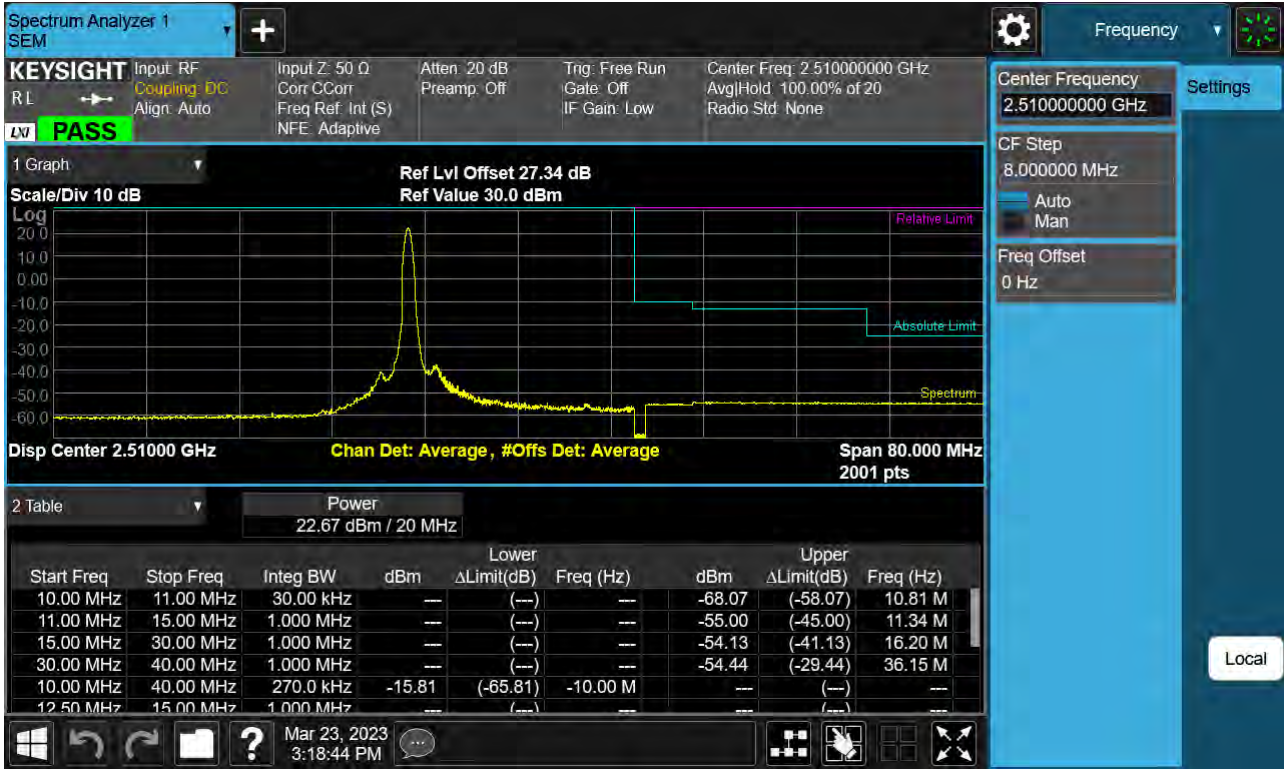 Spectrum Analyzer 1
SEM
Frequency
KEYSIGHT
R L
LXI
PASS
Input: RF
Coupling: DC
Align: Auto
Input Z: 50 Ω
Corr CCorr
Freq Ref: Int (S)
NFE: Adaptive
Atten: 20 dB
Preamp: Off
Trig: Free Run
Gate: Off
IF Gain: Low
Center Freq: 2.510000000 GHz
Avg|Hold: 100.00% of 20
Radio Std: None
Center Frequency
2.510000000 GHz
Settings
CF Step
8.000000 MHz
Auto
Man
Freq Offset
0 Hz
Local
1 Graph
Scale/Div 10 dB
Ref Lvl Offset 27.34 dB
Ref Value 30.0 dBm
Log
20.0
10.0
0.00
-10.0
-20.0
-30.0
-40.0
-50.0
-60.0
Relative Limit
Absolute Limit
Spectrum
Disp Center 2.51000 GHz
Chan Det: Average , #Offs Det: Average
Span 80.000 MHz
2001 pts
2 Table
Power
22.67 dBm / 20 MHz
Lower Upper
Start Freq Stop Freq Integ BW dBm ΔLimit(dB) Freq (Hz) dBm ΔLimit(dB) Freq (Hz)
10.00 MHz 11.00 MHz 30.00 kHz --- (---) --- -68.07 (-58.07) 10.81 M
11.00 MHz 15.00 MHz 1.000 MHz --- (---) --- -55.00 (-45.00) 11.34 M
15.00 MHz 30.00 MHz 1.000 MHz --- (---) --- -54.13 (-41.13) 16.20 M
30.00 MHz 40.00 MHz 1.000 MHz --- (---) --- -54.44 (-29.44) 36.15 M
10.00 MHz 40.00 MHz 270.0 kHz -15.81 (-65.81) -10.00 M --- (---) ---
12.50 MHz 15.00 MHz 1.000 MHz --- (---) --- --- (---) ---
?
Mar 23, 2023
3:18:44 PM